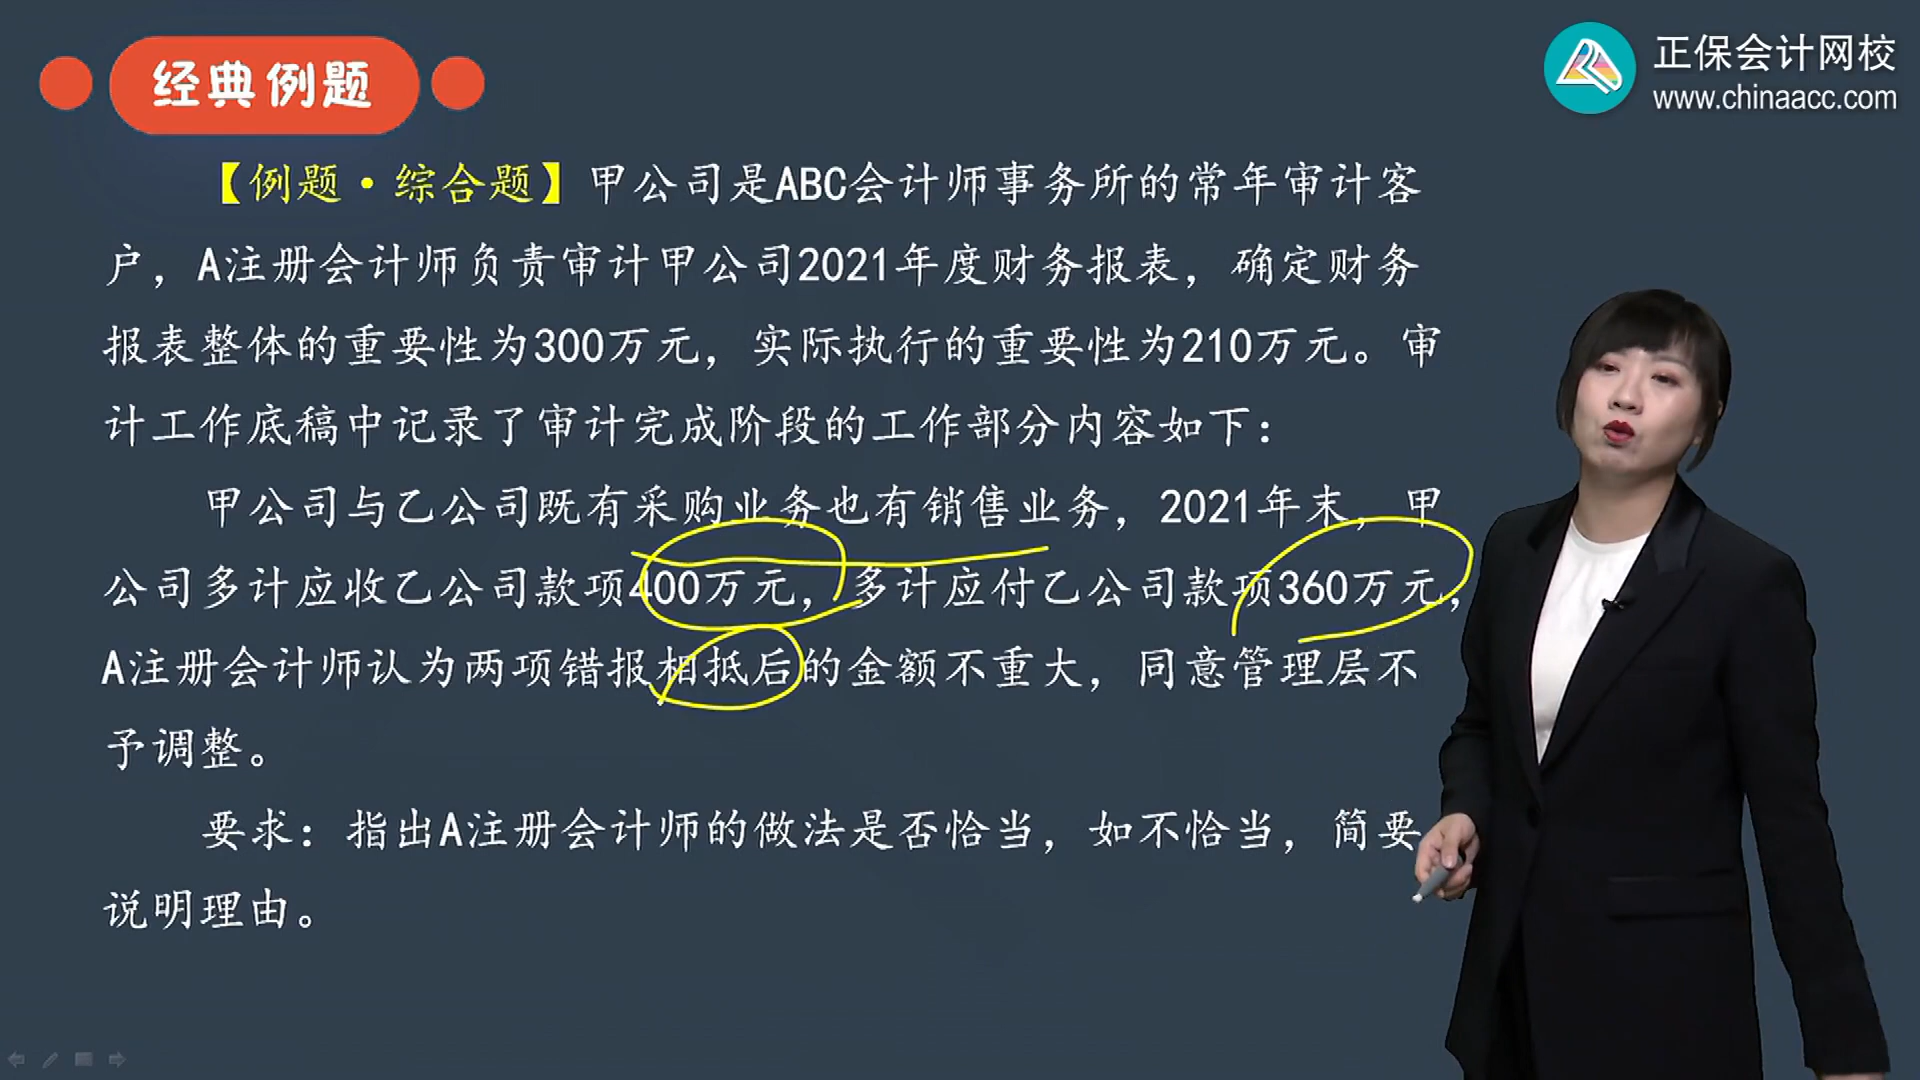 经典例题
正保会计网校
www.chinaacc.com
【例题·综合题】甲公司是ABC会计师事务所的常年审计客
户，A注册会计师负责审计甲公司2021年度财务报表，确定财务
报表整体的重要性为300万元，实际执行的重要性为210万元。审
计工作底稿中记录了审计完成阶段的工作部分内容如下：
甲公司与乙公司既有采购业务也有销售业务，2021年末，甲
公司多计应收乙公司款项400万元，多计应付乙公司款项360万元，
A注册会计师认为两项错报相抵后的金额不重大，同意管理层不
予调整。
要求：指出A注册会计师的做法是否恰当，如不恰当，简要
说明理由。